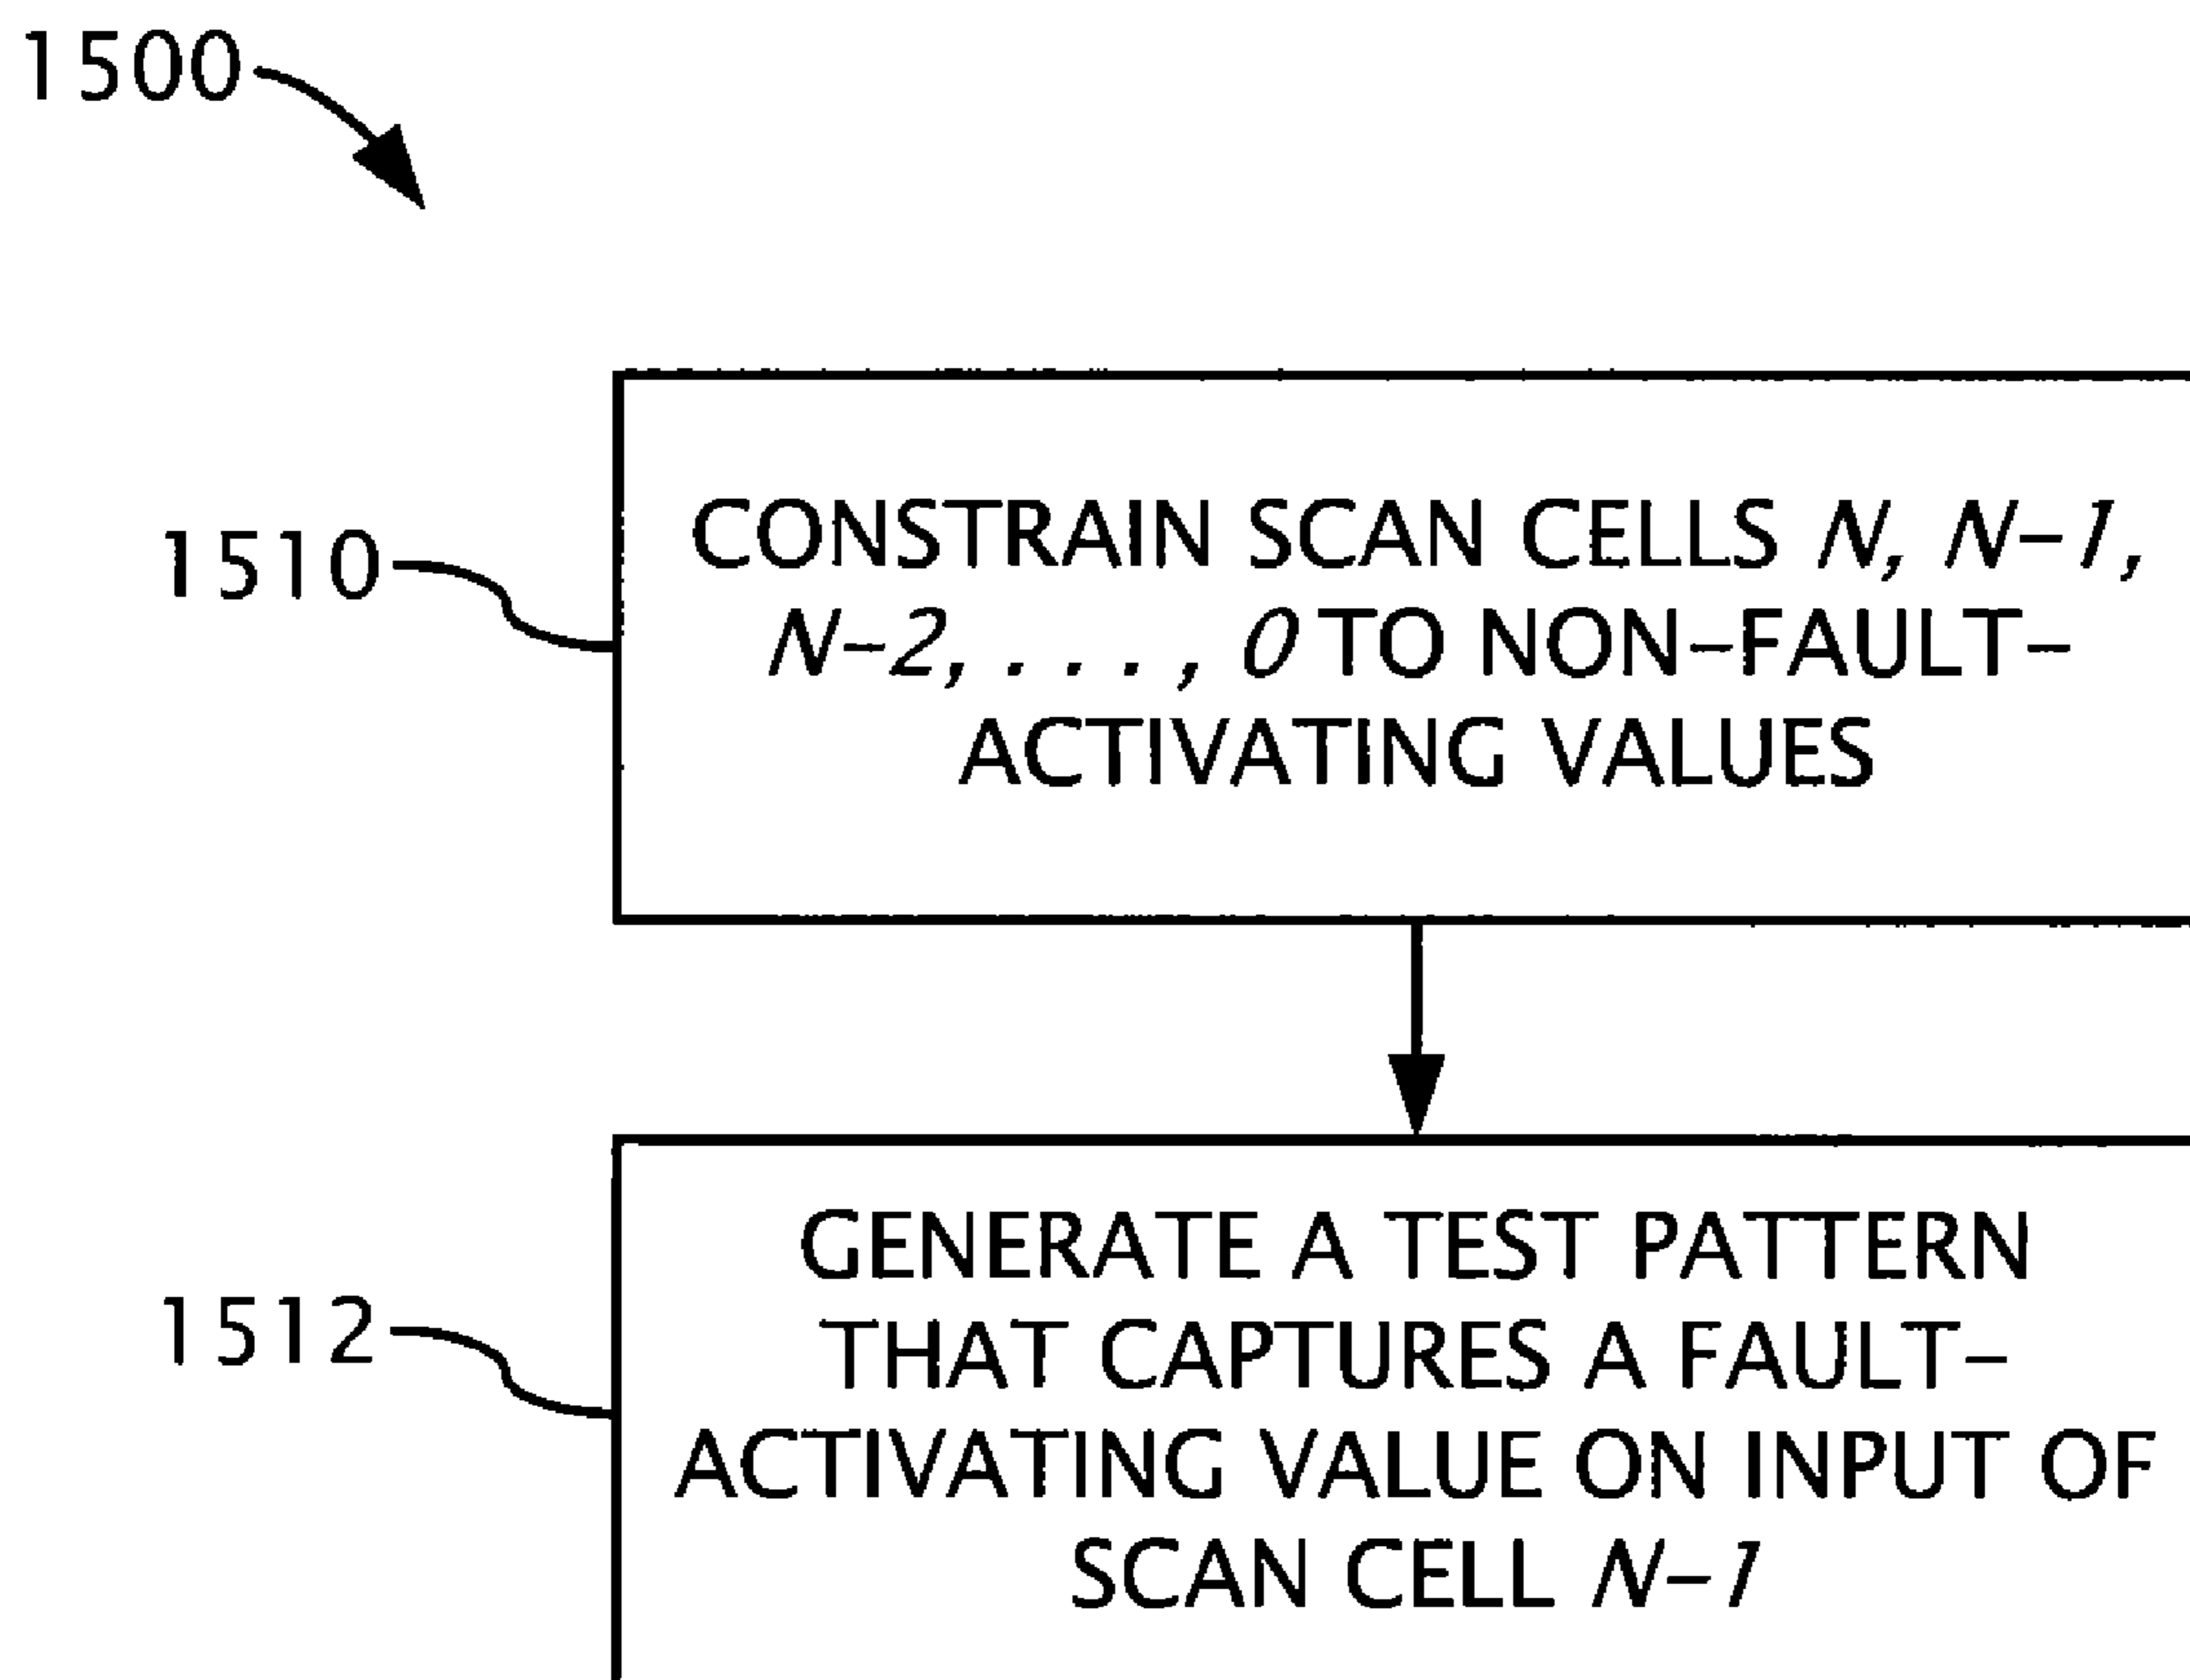 1500
1510
CONSTRAIN SCAN CELLS N, N-1,
N-2, . . . , 0 TO NON-FAULT-
ACTIVATING VALUES
1512
GENERATE A TEST PATTERN
THAT CAPTURES A FAULT-
ACTIVATING VALUE ON INPUT OF
SCAN CELL N-1